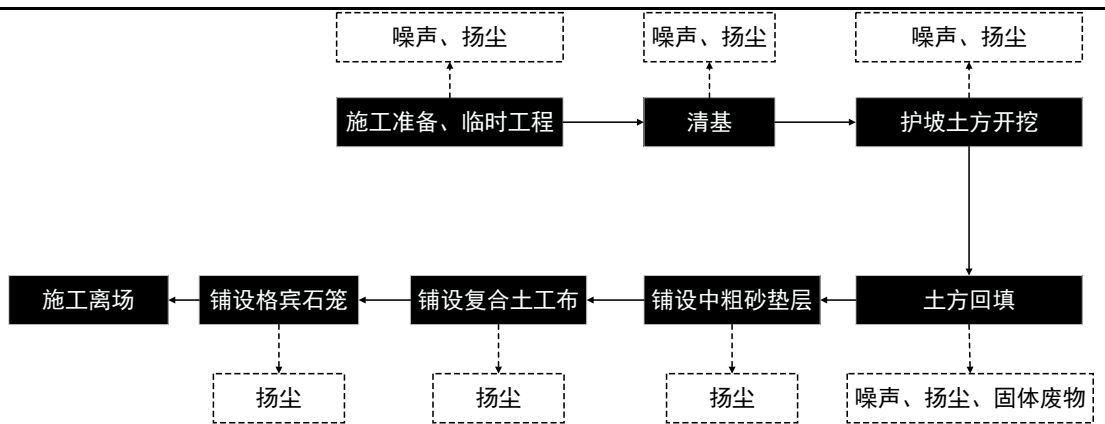 噪声、扬尘
噪声、扬尘
噪声、扬尘
施工准备、临时工程
清基
护坡土方开挖
施工离场
铺设格宾石笼
铺设复合土工布
铺设中粗砂垫层
土方回填
扬尘
扬尘
扬尘
噪声、扬尘、固体废物